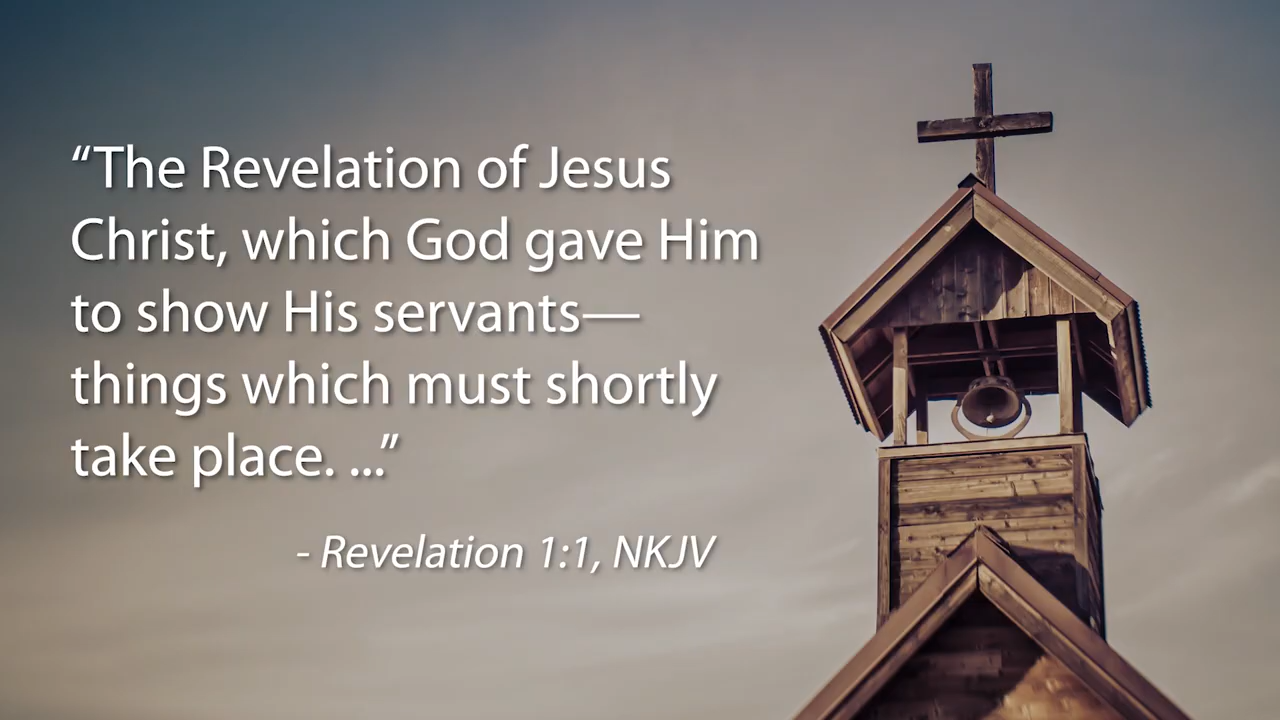 “The Revelation of Jesus
Christ, which God gave Him
to show His servants—
things which must shortly
take place. ...”
- Revelation 1:1, NKJV